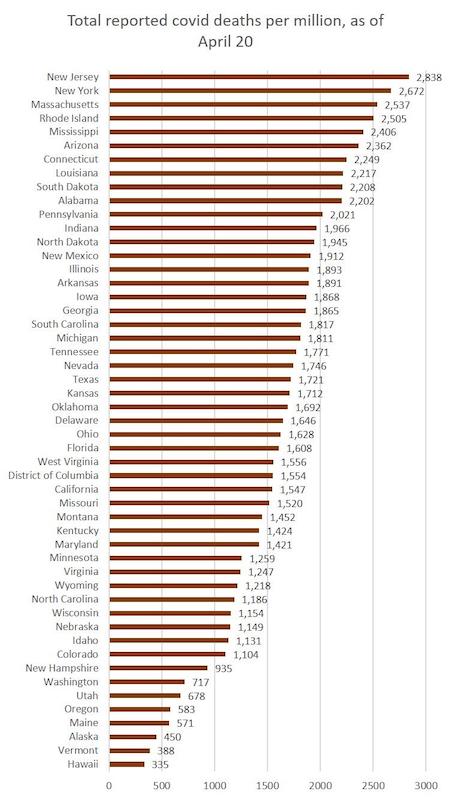 Total reported covid deaths per million, as of
April 20
New Jersey 2,838
New York 2,672
Massachusetts 2,537
Rhode Island 2,505
Mississippi 2,406
Arizona 2,362
Connecticut 2,249
Louisiana 2,217
South Dakota 2,208
Alabama 2,202
Pennsylvania 2,021
Indiana 1,966
North Dakota 1,945
New Mexico 1,912
Illinois 1,893
Arkansas 1,891
Iowa 1,868
Georgia 1,865
South Carolina 1,817
Michigan 1,811
Tennessee 1,771
Nevada 1,746
Texas 1,721
Kansas 1,712
Oklahoma 1,692
Delaware 1,646
Ohio 1,628
Florida 1,608
West Virginia 1,556
District of Columbia 1,554
California 1,547
Missouri 1,520
Montana 1,452
Kentucky 1,424
Maryland 1,421
Minnesota 1,259
Virginia 1,247
Wyoming 1,218
North Carolina 1,186
Wisconsin 1,154
Nebraska 1,149
Idaho 1,131
Colorado 1,104
New Hampshire 935
Washington 717
Utah 678
Oregon 583
Maine 571
Alaska 450
Vermont 388
Hawaii 335
0 500 1000 1500 2000 2500 3000